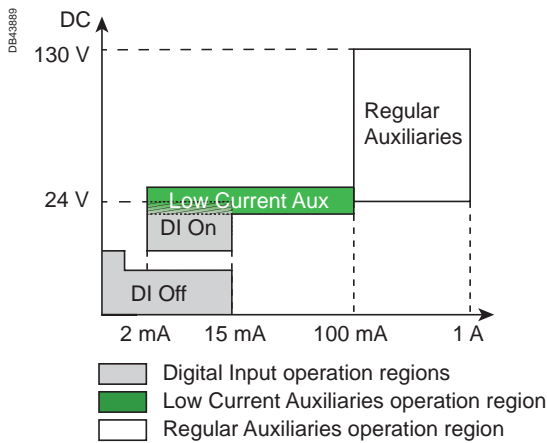 DB43889
DC
130 V
Regular
Auxiliaries
24 V
Low Current Aux
DI On
DI Off
2 mA
15 mA
100 mA
1 A
Digital Input operation regions
Low Current Auxiliaries operation region
Regular Auxiliaries operation region